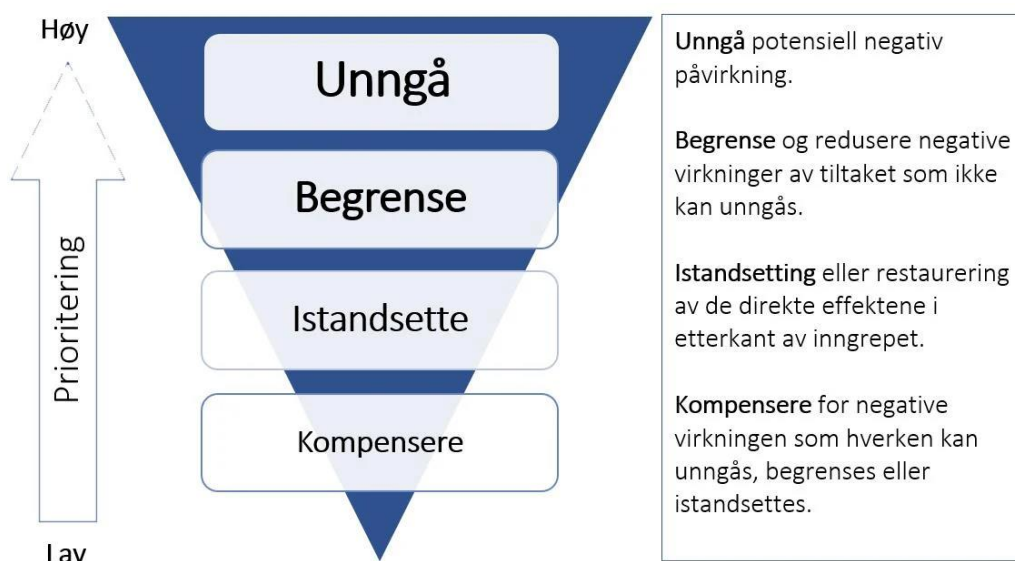 Høy
Prioritering
Lav
Unngå
Begrense
Istandsette
Kompensere
Unngå potensiell negativ
påvirkning.
Begrense og redusere negative
virkninger av tiltaket som ikke
kan unngås.
Istandsetting eller restaurering
av de direkte effektene i
etterkant av inngrepet.
Kompensere for negative
virkningen som hverken kan
unngås, begrenses eller
istandsettes.